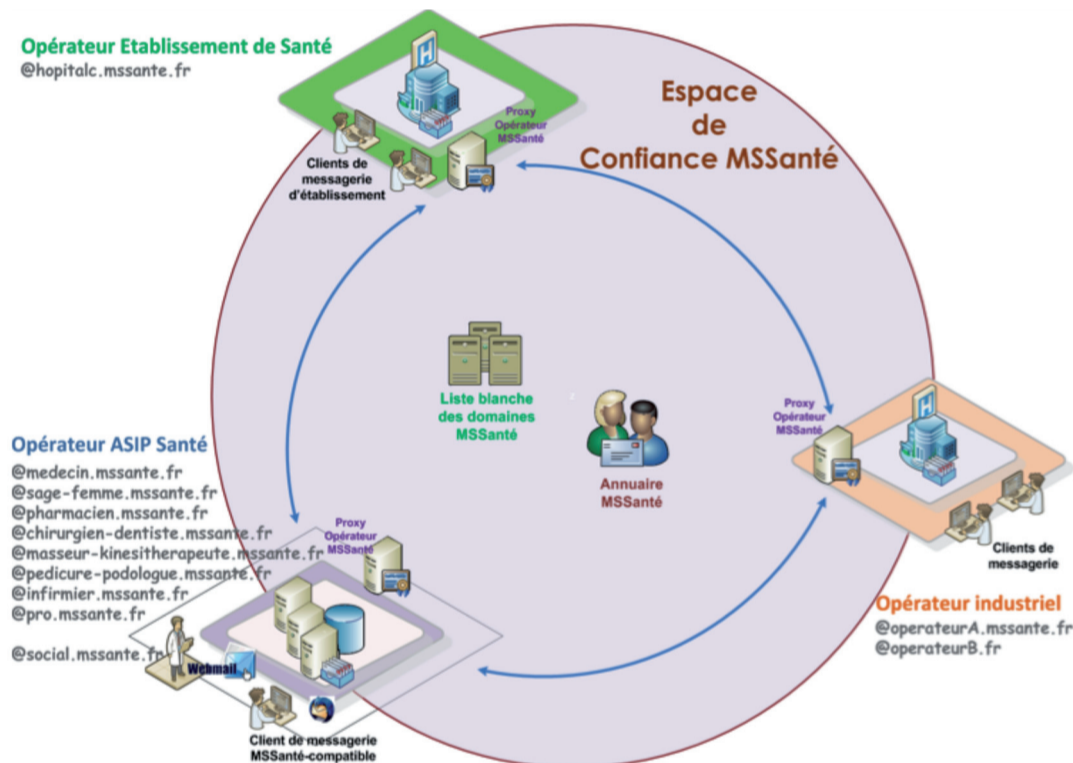 Opérateur Etablissement de Santé
@hopitalc.mssante.fr
H
Proxy
Opérateur
MSSanté
Clients de
messagerie
d'établissement
Espace
de
Confiance MSSanté
Liste blanche
des domaines
MSSanté
Annuaire
MSSanté
Proxy
Opérateur
MSSanté
H
Clients de
messagerie
Opérateur industriel
@operateurA.mssante.fr
@operateurB.fr
Opérateur ASIP Santé
@medecin.mssante.fr
@sage-femme.mssante.fr
@pharmacien.mssante.fr
@chirurgien-dentiste.mssante.fr
@masseur-kinesitherapeute.mssante.fr
@pedicure-podologue.mssante.fr
@infirmier.mssante.fr
@pro.mssante.fr
@social.mssante.fr
Proxy
Opérateur
MSSanté
Webmail
Client de messagerie
MSSanté-compatible